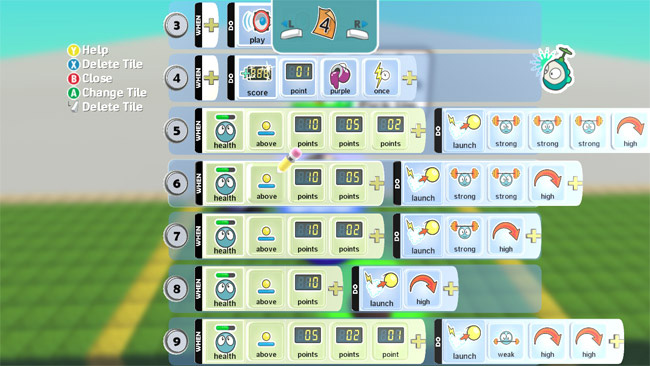 L 4 R
Y Help
X Delete Tile
B Close
A Change Tile
Delete Tile
3 WHEN + DO play
4 WHEN + DO score 01 point purple once +
5 WHEN health above 10 points 05 points 02 points + DO launch strong strong strong high
6 WHEN health above 10 points 05 points + DO launch strong strong high +
7 WHEN health above 10 points 02 points + DO launch strong high +
8 WHEN health above 10 points + DO launch high +
9 WHEN health above 05 points 02 points 01 point + DO launch weak high high +